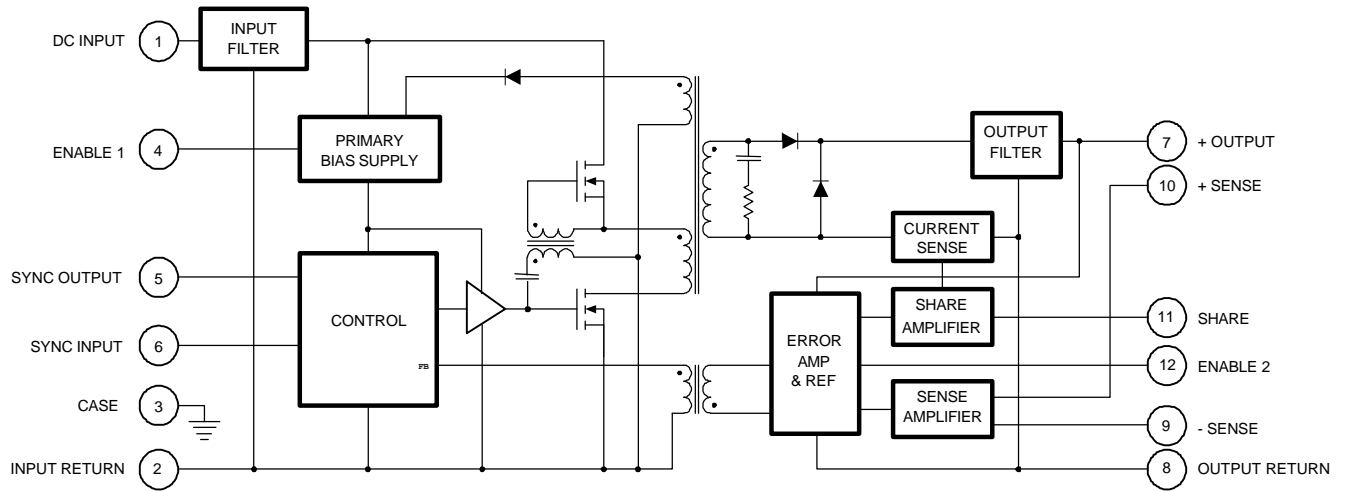 DC INPUT
1
INPUT
FILTER
ENABLE 1
4
PRIMARY
BIAS SUPPLY
SYNC OUTPUT
5
SYNC INPUT
6
CONTROL
FB
CASE
3
INPUT RETURN
2
OUTPUT
FILTER
7
+ OUTPUT
10
+ SENSE
CURRENT
SENSE
SHARE
AMPLIFIER
11
SHARE
ERROR
AMP
& REF
12
ENABLE 2
SENSE
AMPLIFIER
9
- SENSE
8
OUTPUT RETURN